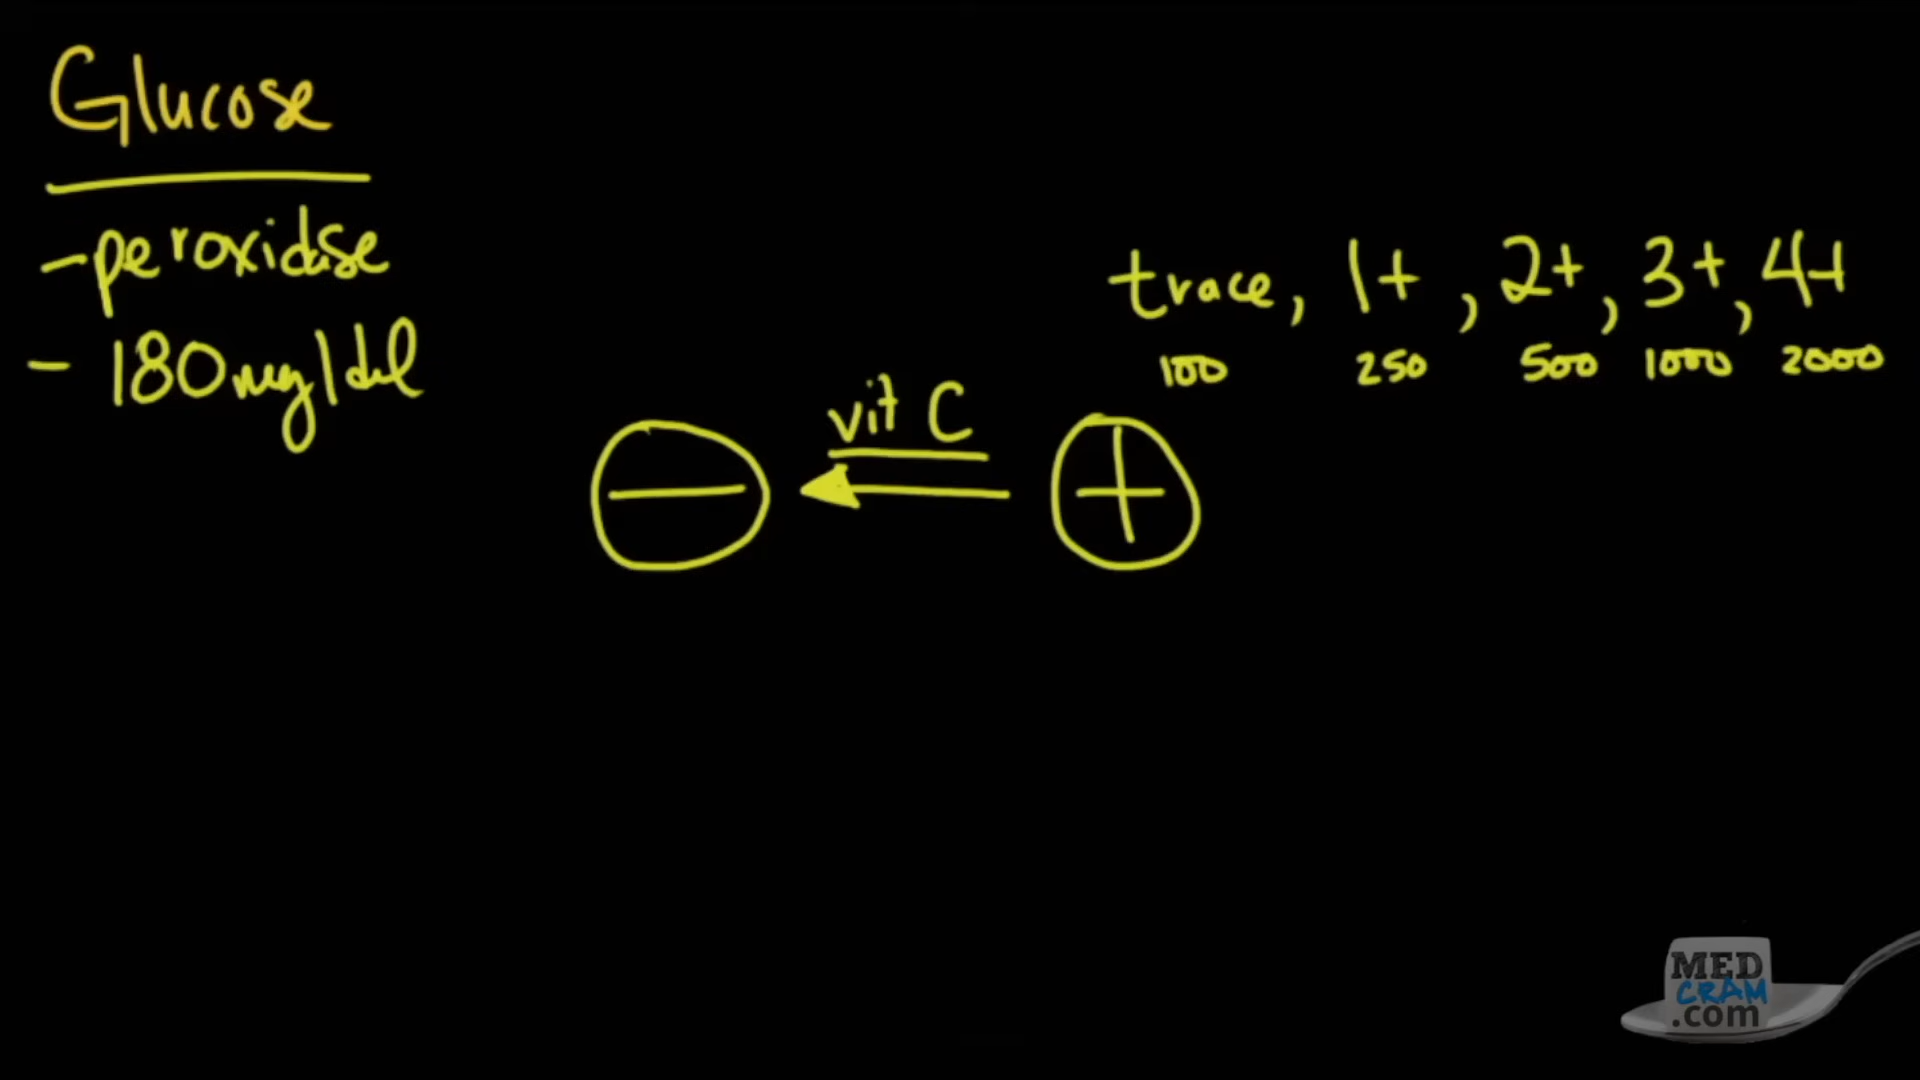 Glucose
- peroxidase
- 180mg/dl
trace, 1+, 2+, 3+, 4+
100 250 500 1000 2000
vit C
− +
MED
CRAM
.com